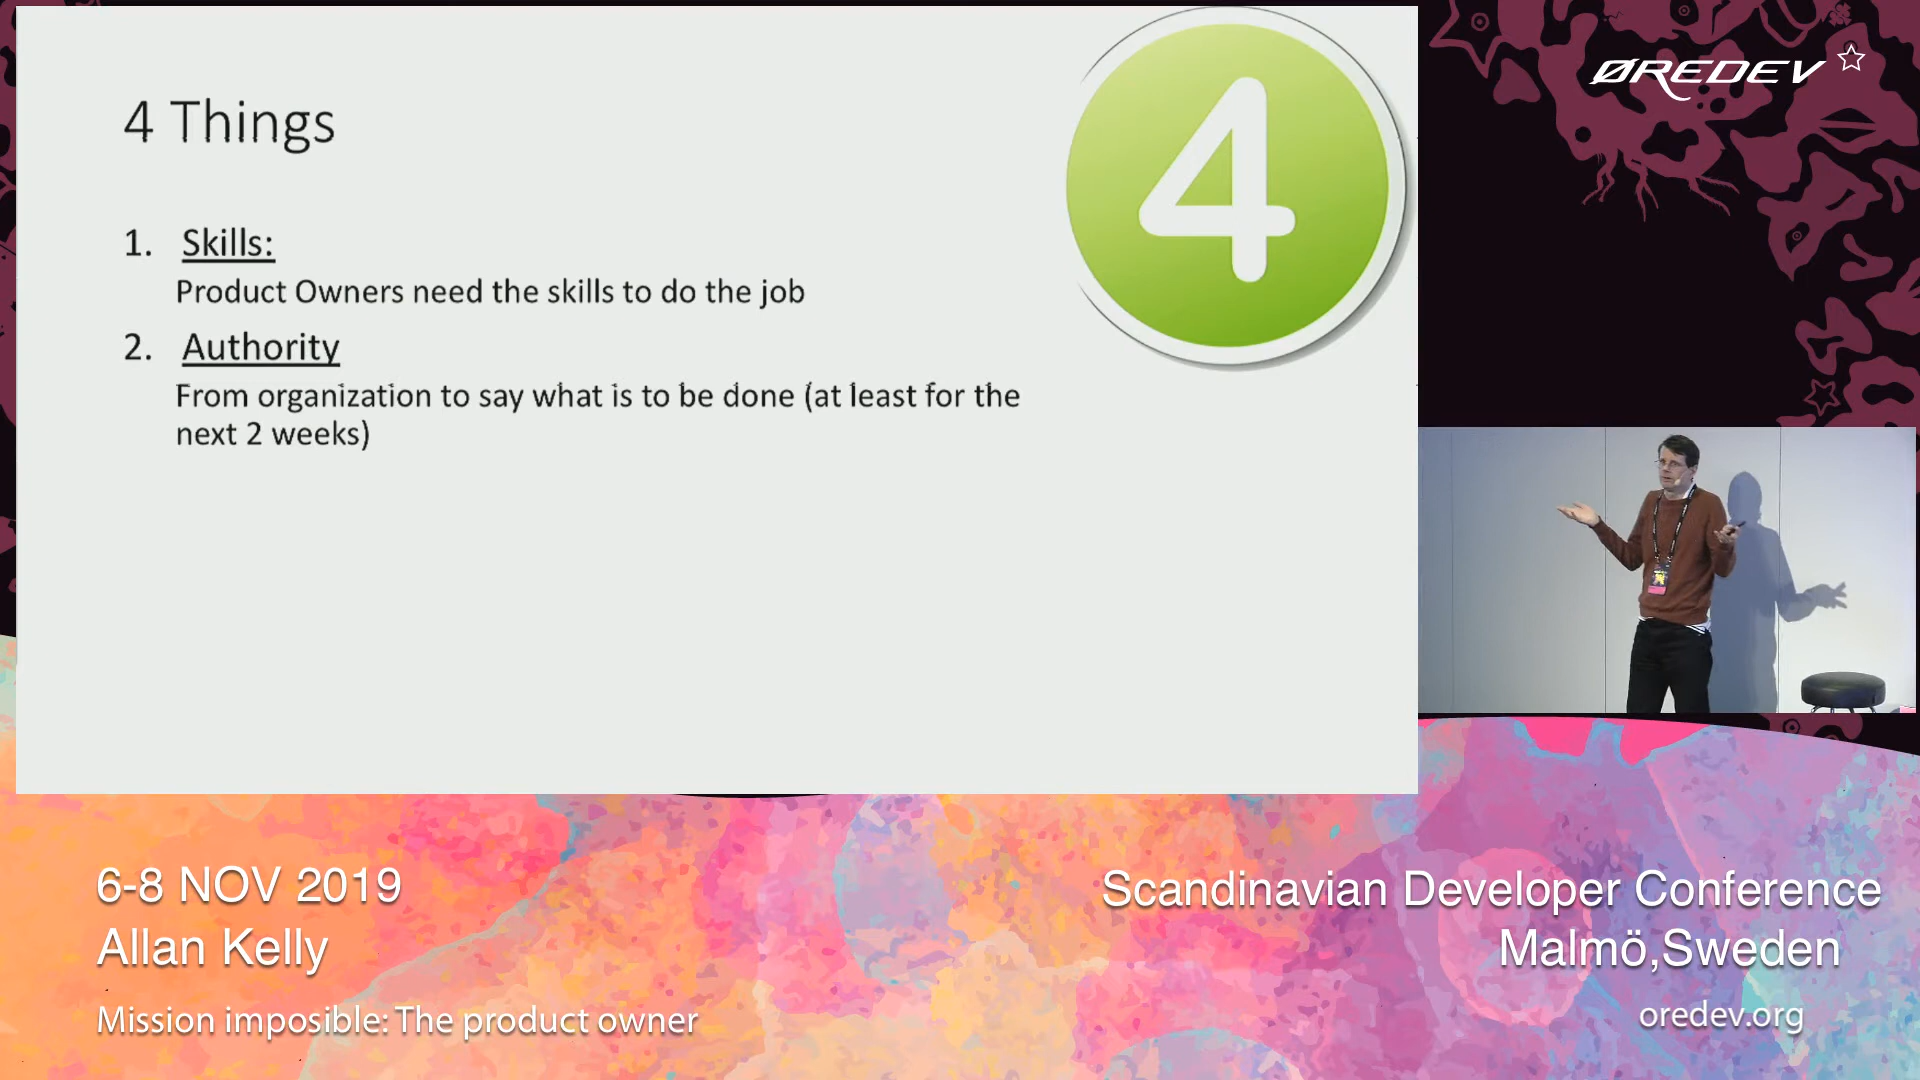 4 Things
4
1. Skills:
Product Owners need the skills to do the job
2. Authority
From organization to say what is to be done (at least for the
next 2 weeks)
ØREDEV
6-8 NOV 2019
Allan Kelly
Mission imposible: The product owner
Scandinavian Developer Conference
Malmö,Sweden
oredev.org